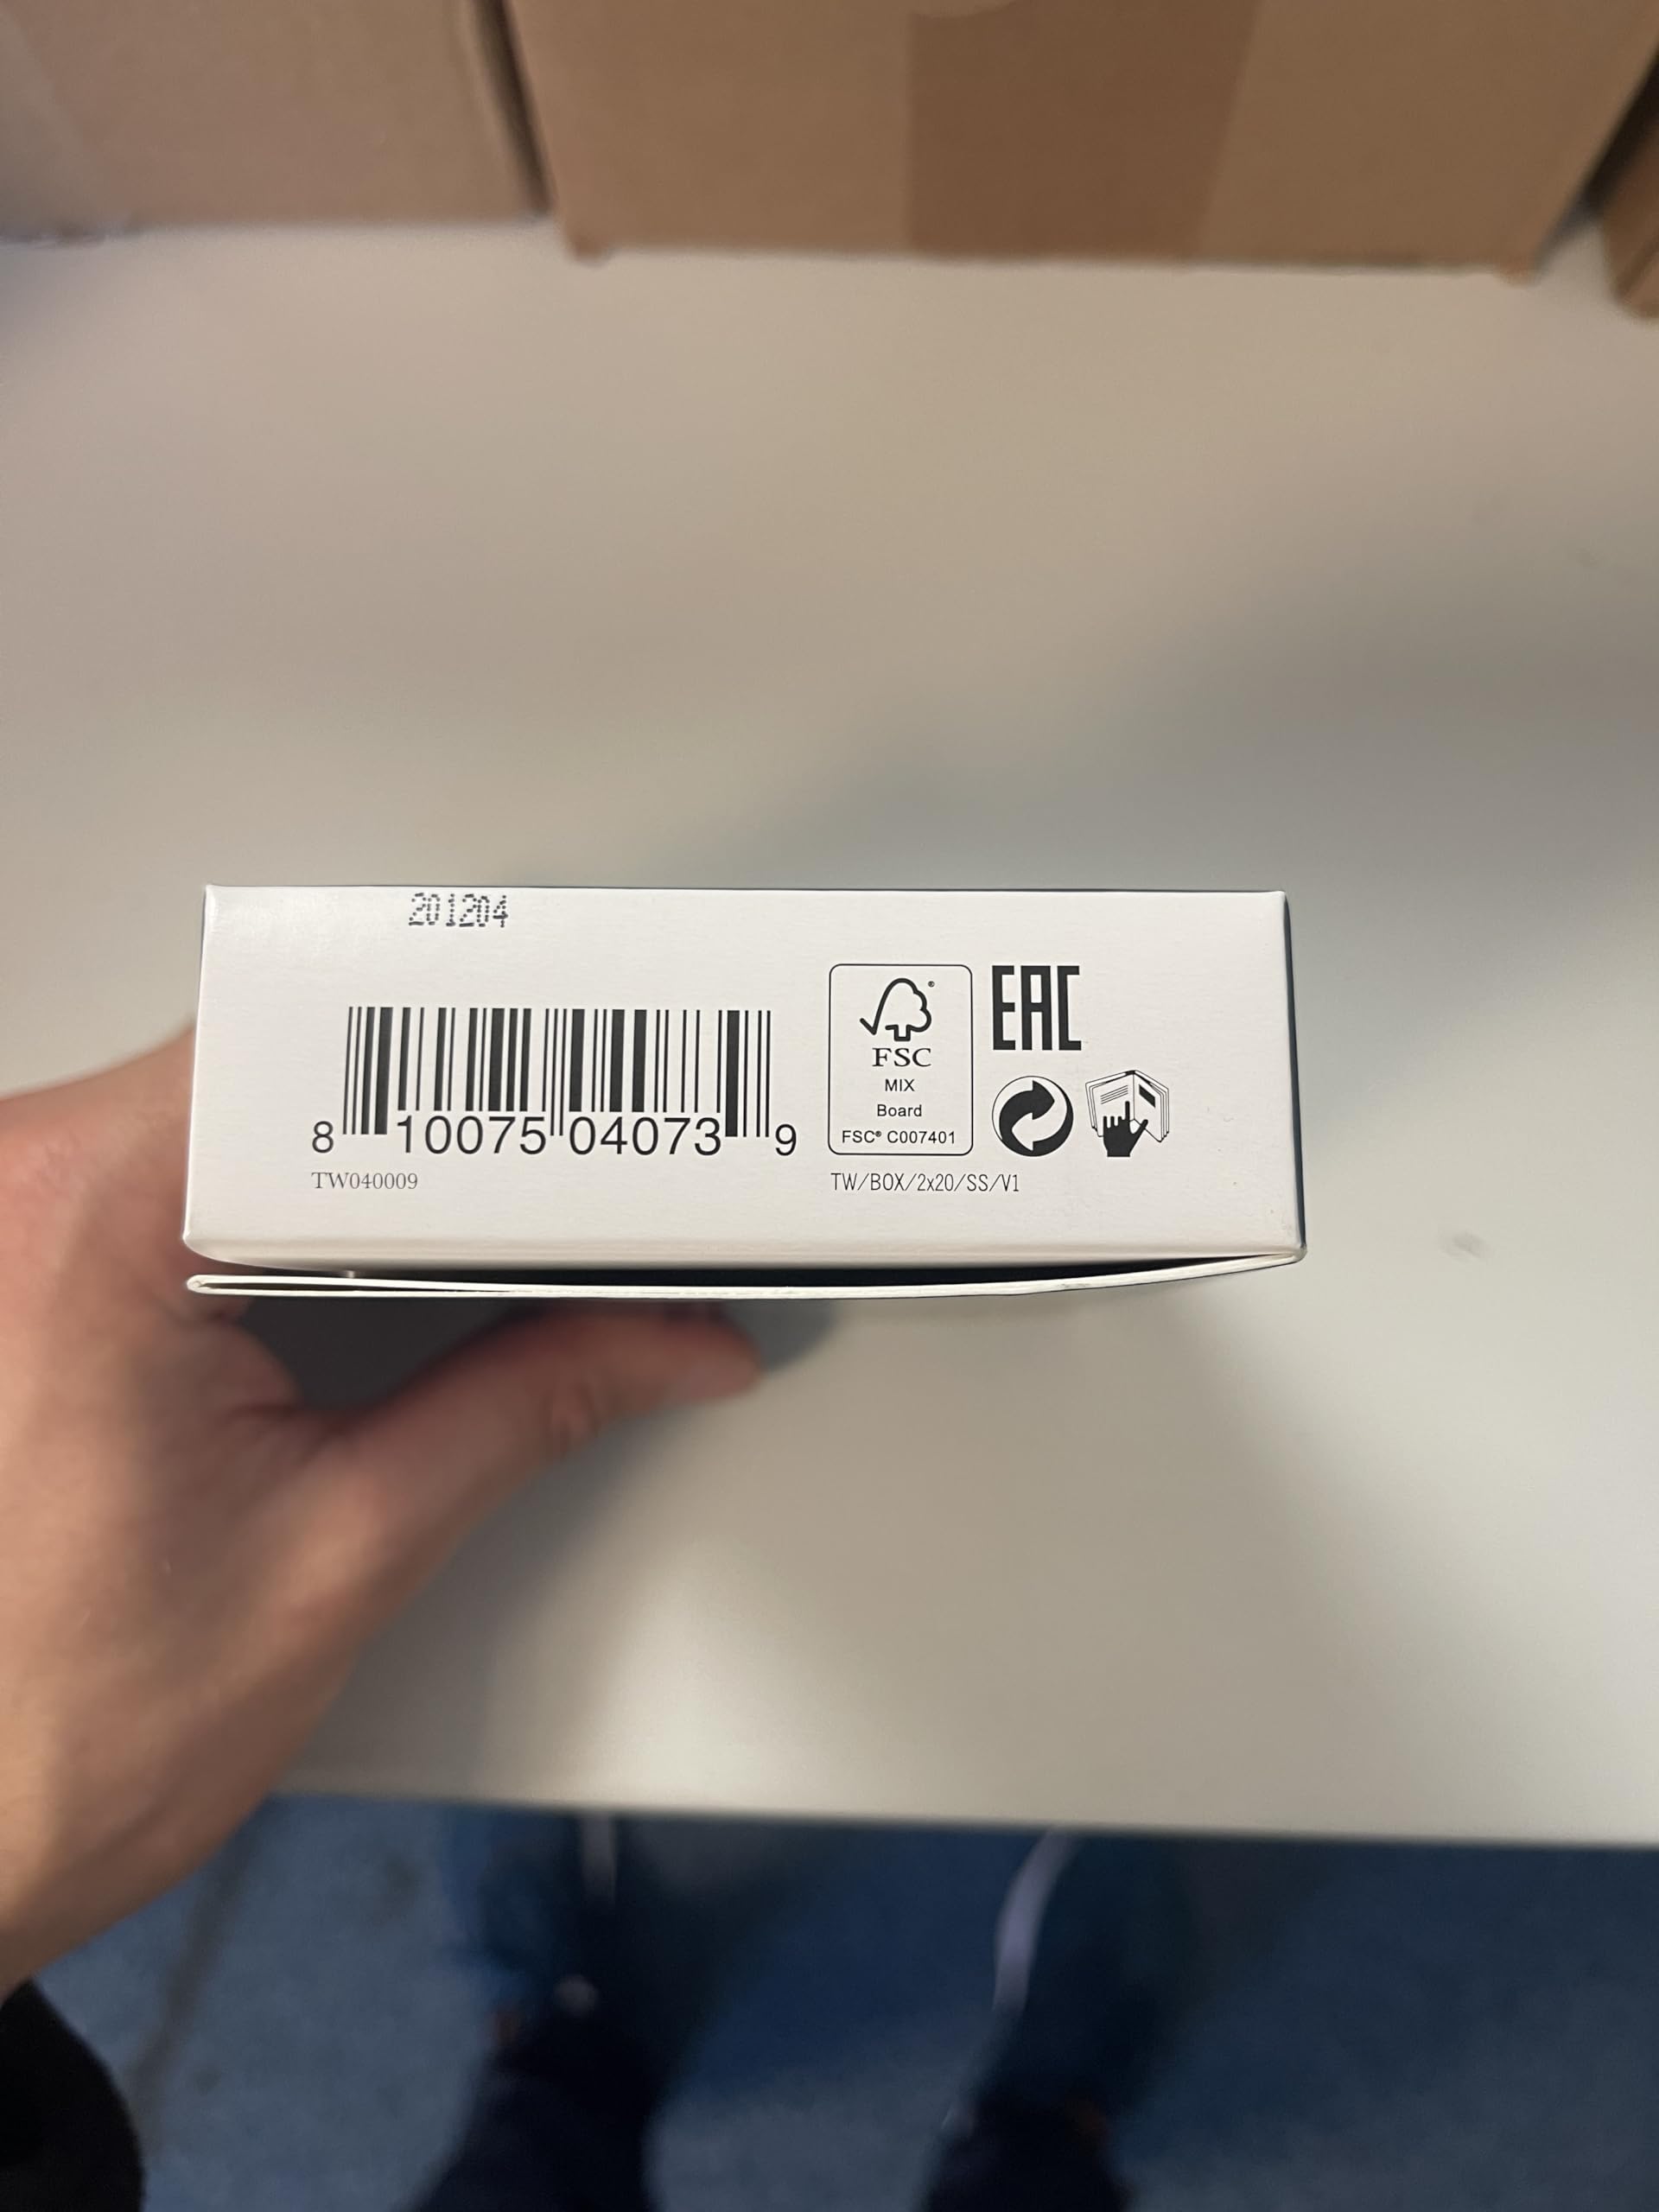 201204
8 10075 04073 9
TW040009
FSC®
MIX
Board
FSC® C007401
EAC
TW/BOX/2x20/SS/V1